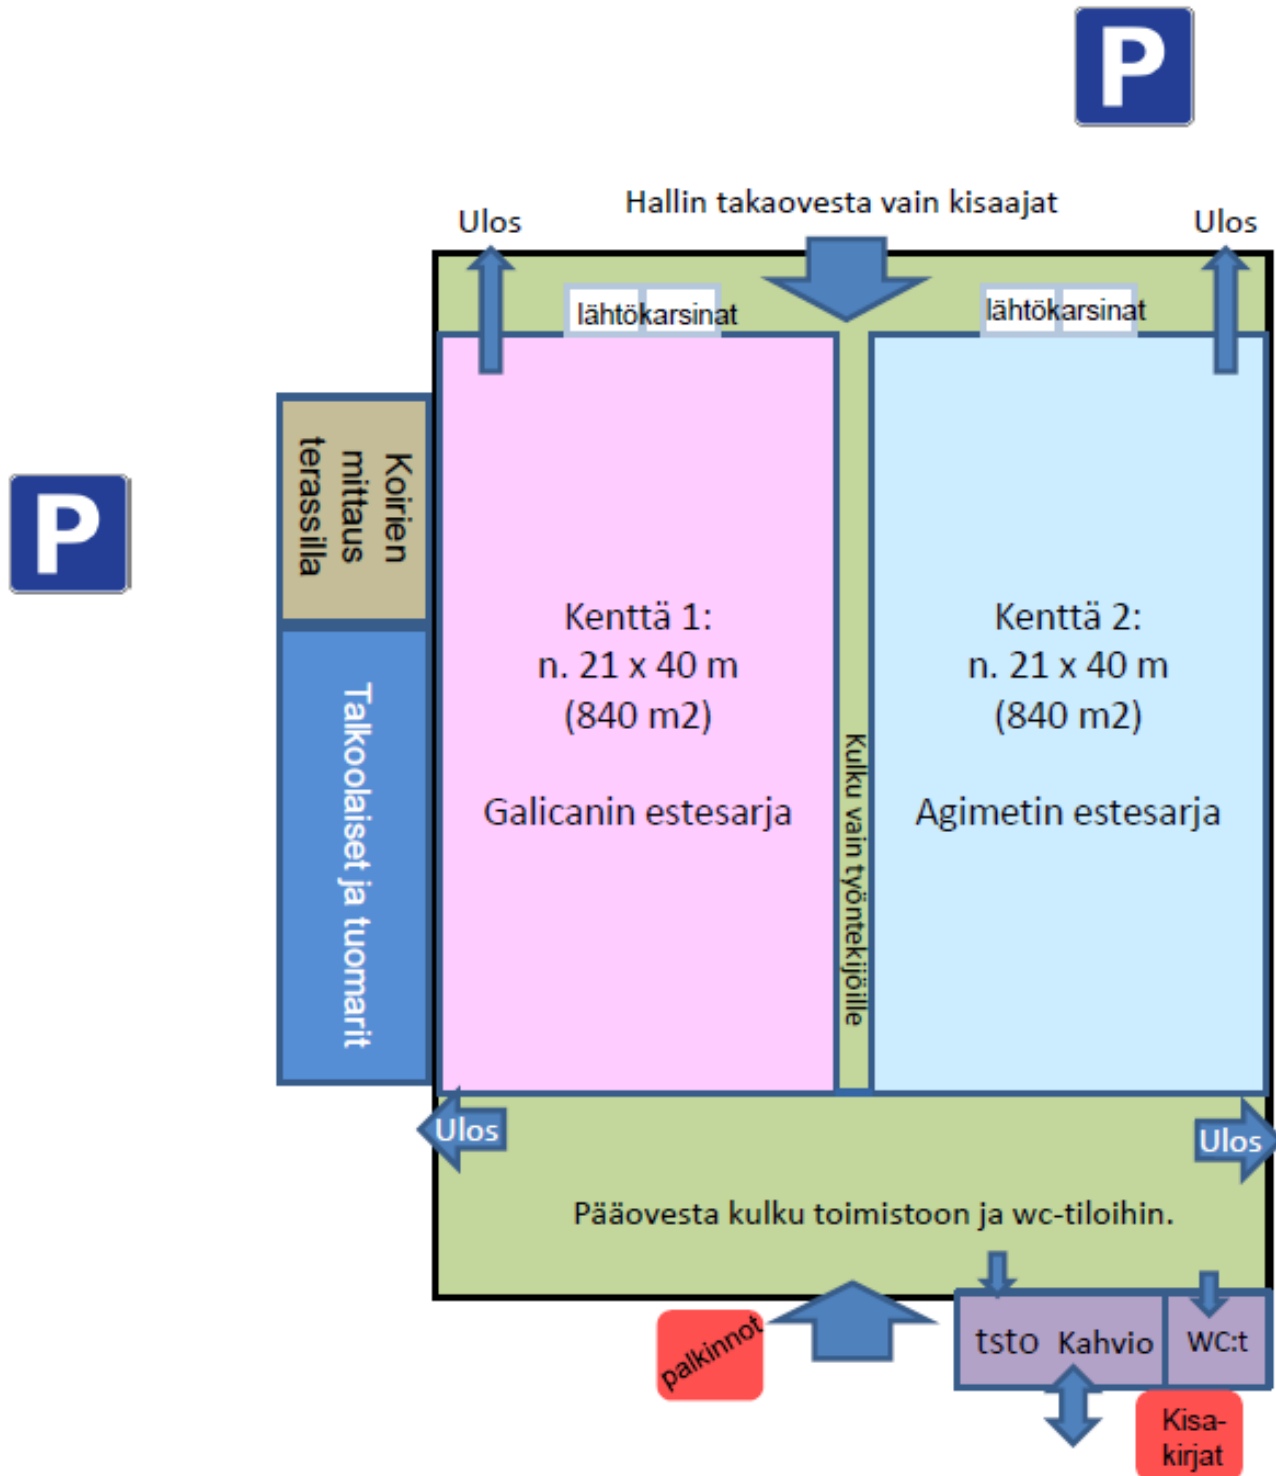 P
Hallin takaovesta vain kisaajat
Ulos
Ulos
lähtökarsinat
lähtökarsinat
P
Koirien
mittaus
terassilla
Talkoolaiset ja tuomarit
Kenttä 1:
n. 21 x 40 m
(840 m2)
Galicanin estesarja
Kulku vain työntekijöille
Kenttä 2:
n. 21 x 40 m
(840 m2)
Agimetin estesarja
Ulos
Ulos
Pääovesta kulku toimistoon ja wc-tiloihin.
palkinnot
tsto Kahvio
WC:t
Kisa-
kirjat